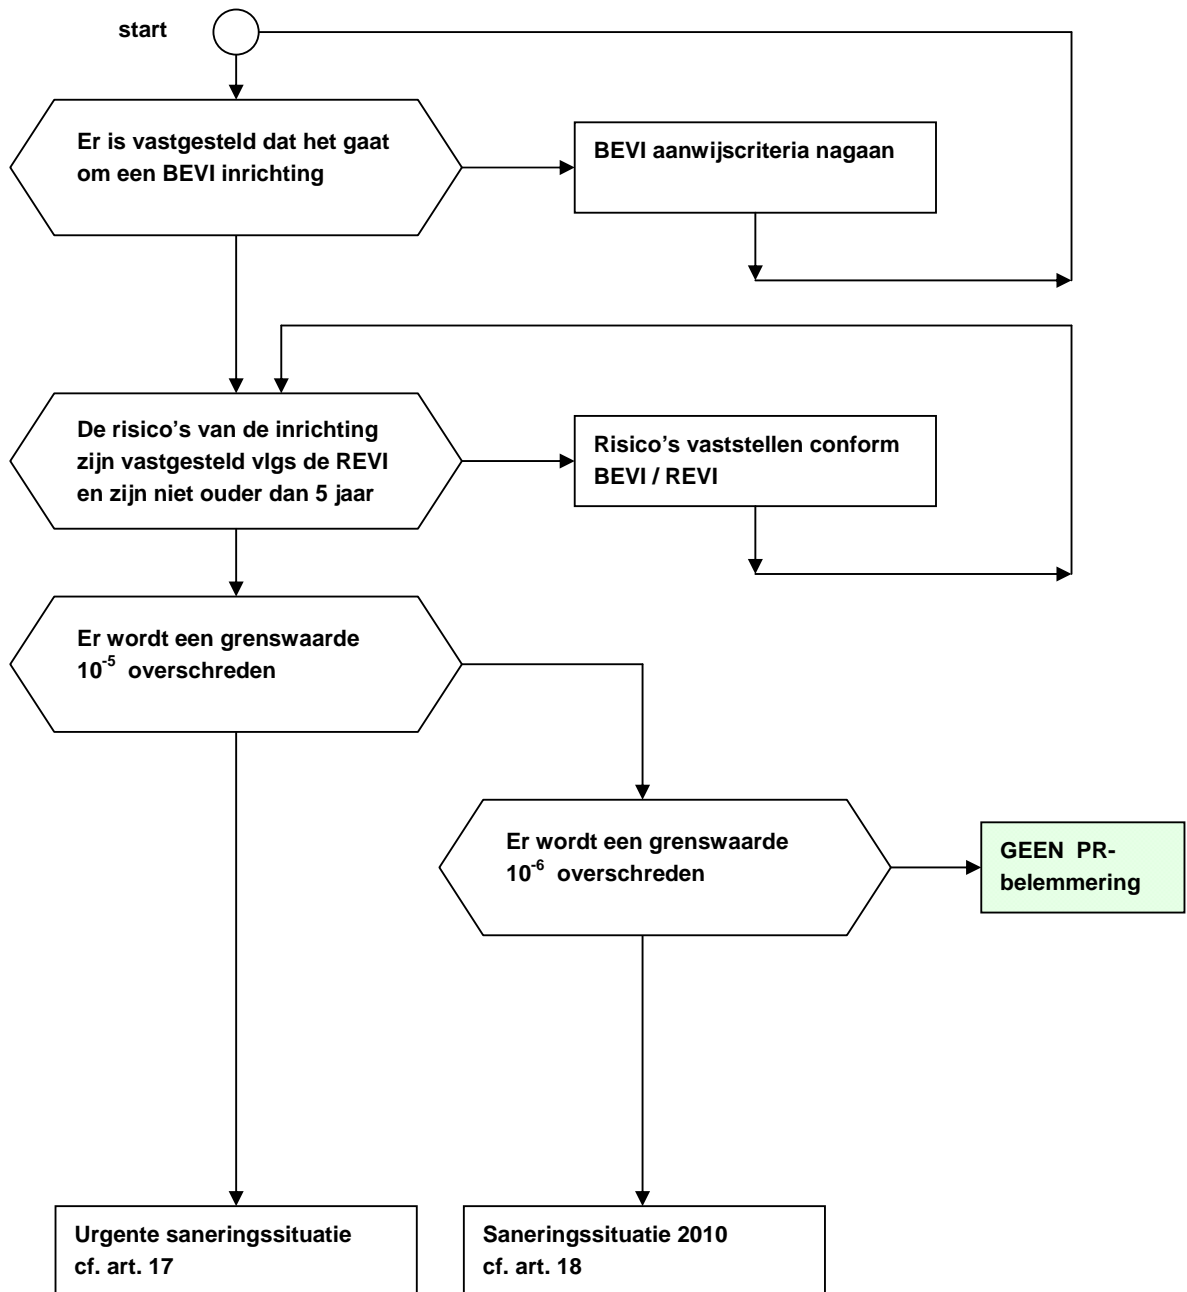 start
Er is vastgesteld dat het gaat
om een BEVI inrichting
BEVI aanwijscriteria nagaan
De risico's van de inrichting
zijn vastgesteld vlgs de REVI
en zijn niet ouder dan 5 jaar
Risico's vaststellen conform
BEVI / REVI
Er wordt een grenswaarde
10⁻⁵ overschreden
Er wordt een grenswaarde
10⁻⁶ overschreden
GEEN PR-
belemmering
Urgente saneringssituatie
cf. art. 17
Saneringssituatie 2010
cf. art. 18